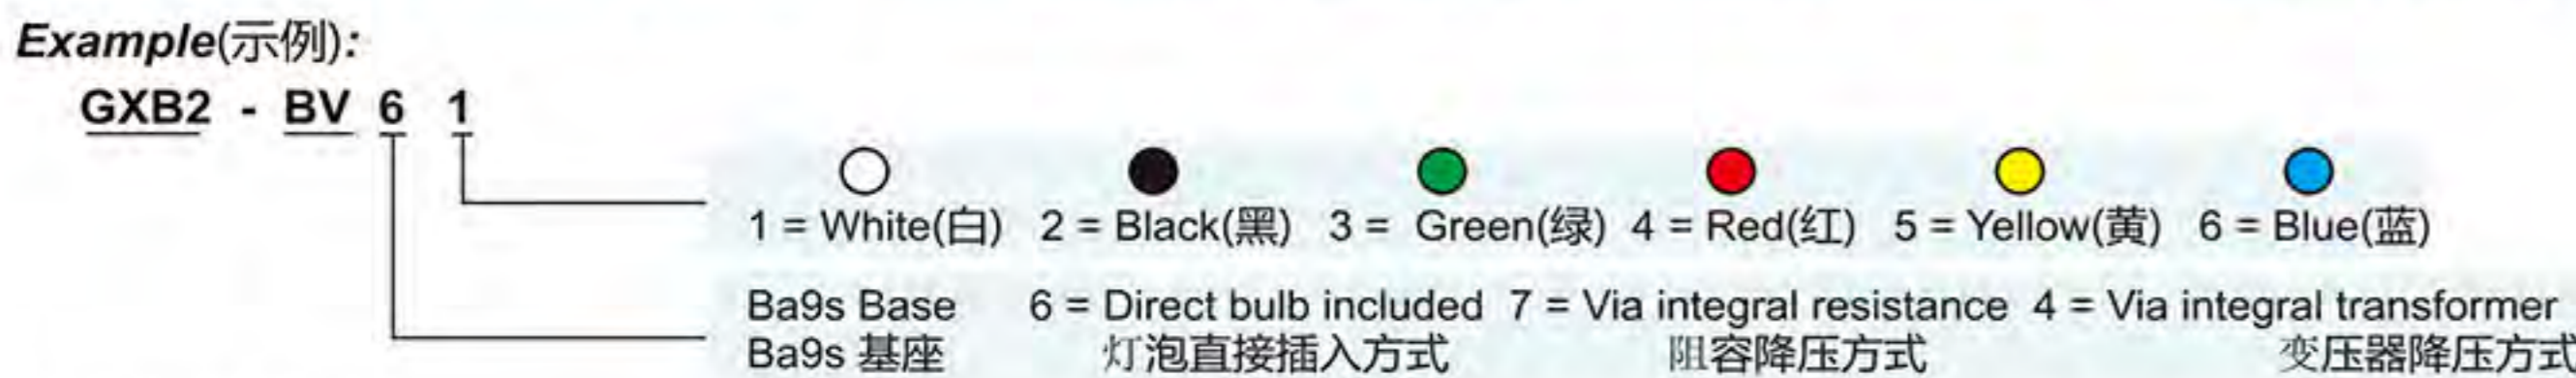 Example(示例):
GXB2 - BV 6 1
1 = White(白) 2 = Black(黑) 3 = Green(绿) 4 = Red(红) 5 = Yellow(黄) 6 = Blue(蓝)
Ba9s Base 6 = Direct bulb included 7 = Via integral resistance 4 = Via integral transformer
Ba9s 基座 灯泡直接插入方式 阻容降压方式 变压器降压方式